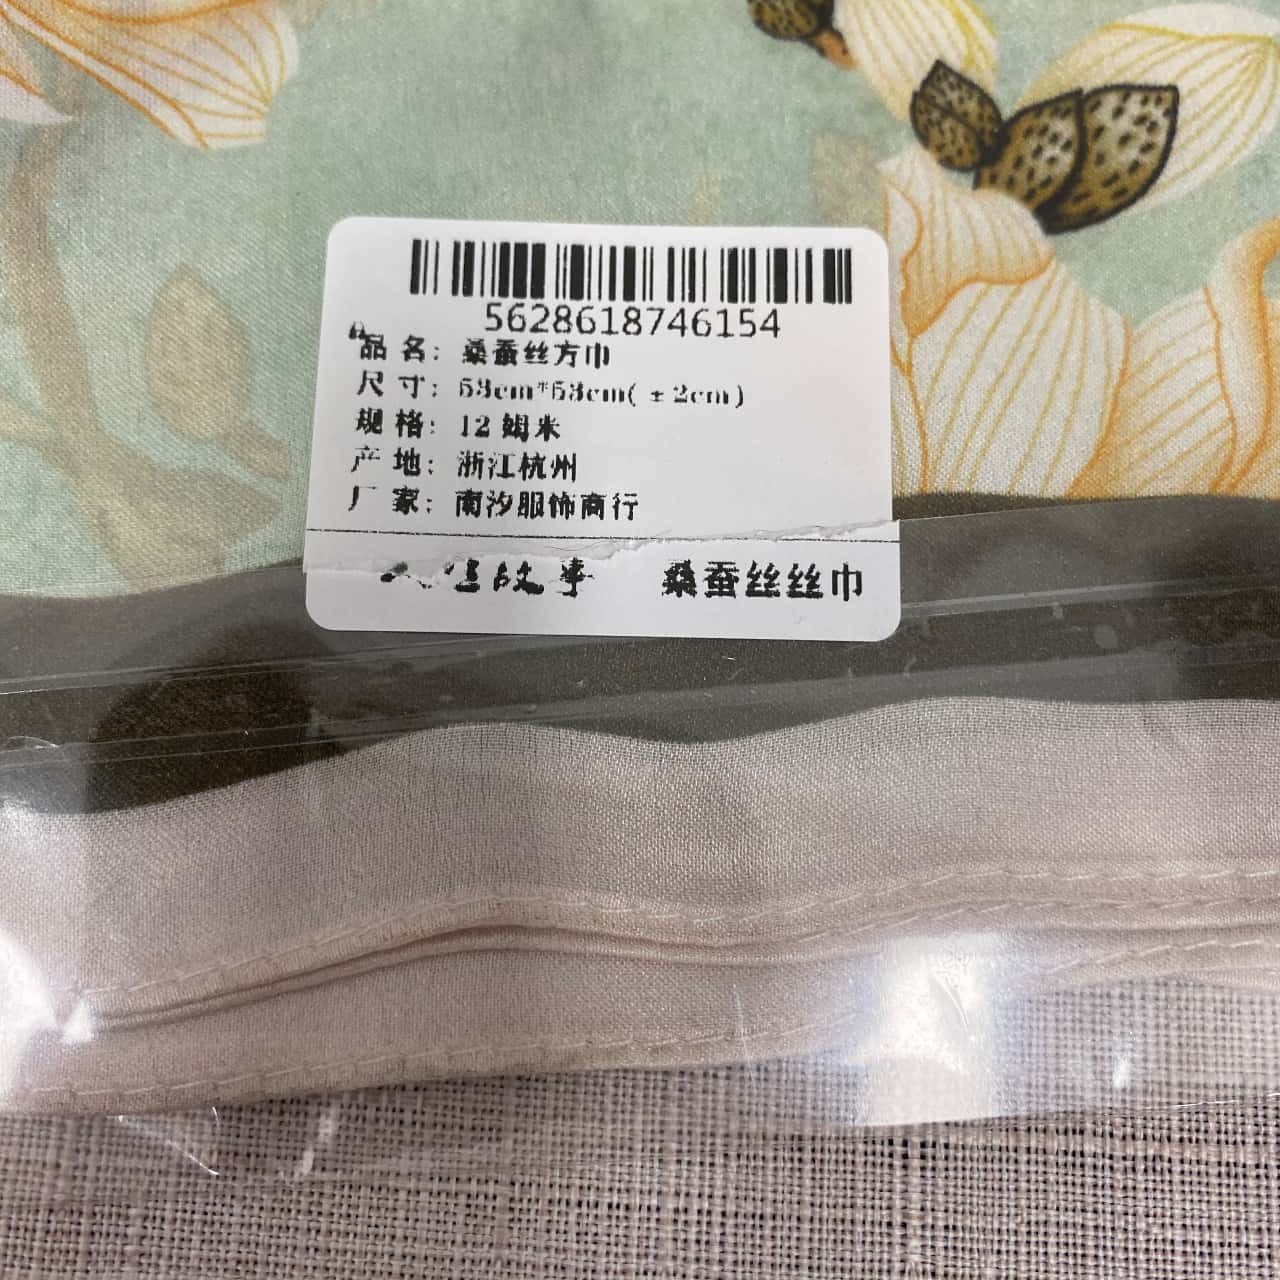 5628618746154
品 名：桑蚕丝方巾
尺 寸：53cm*53cm(±2cm)
规 格：12 姆米
产 地：浙江杭州
厂 家：南汐服饰商行
故事 桑蚕丝丝巾